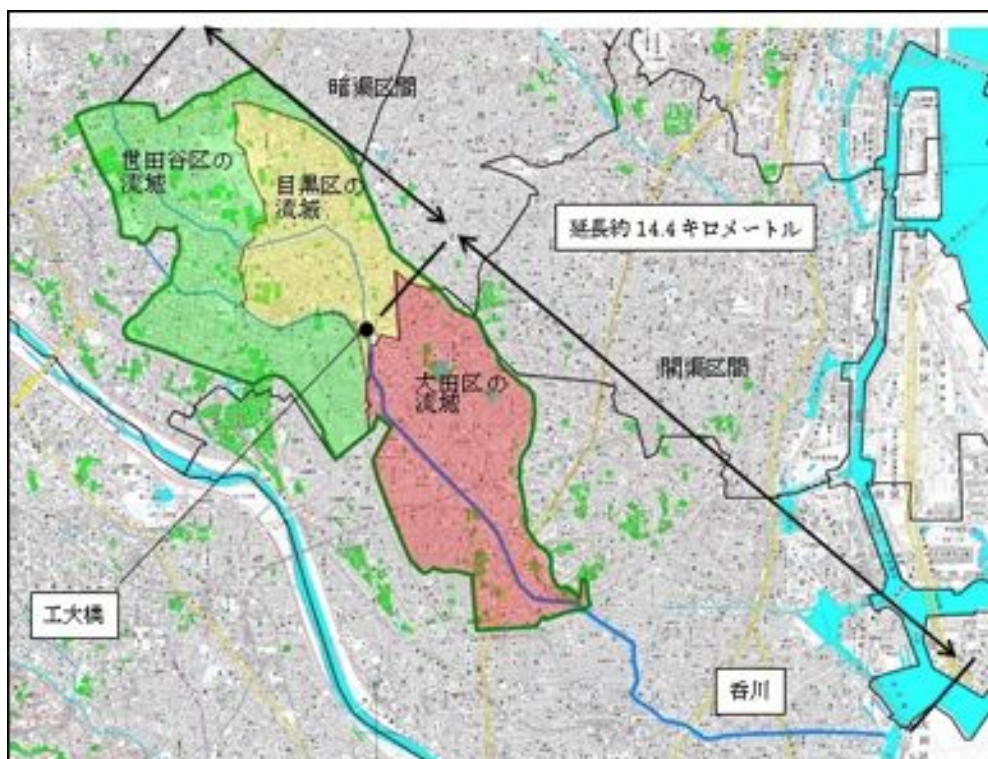 暗渠区間
世田谷区の
流域
目黒区の
流域
延長約 14.4 キロメートル
開渠区間
大田区の
流域
工大橋
呑川